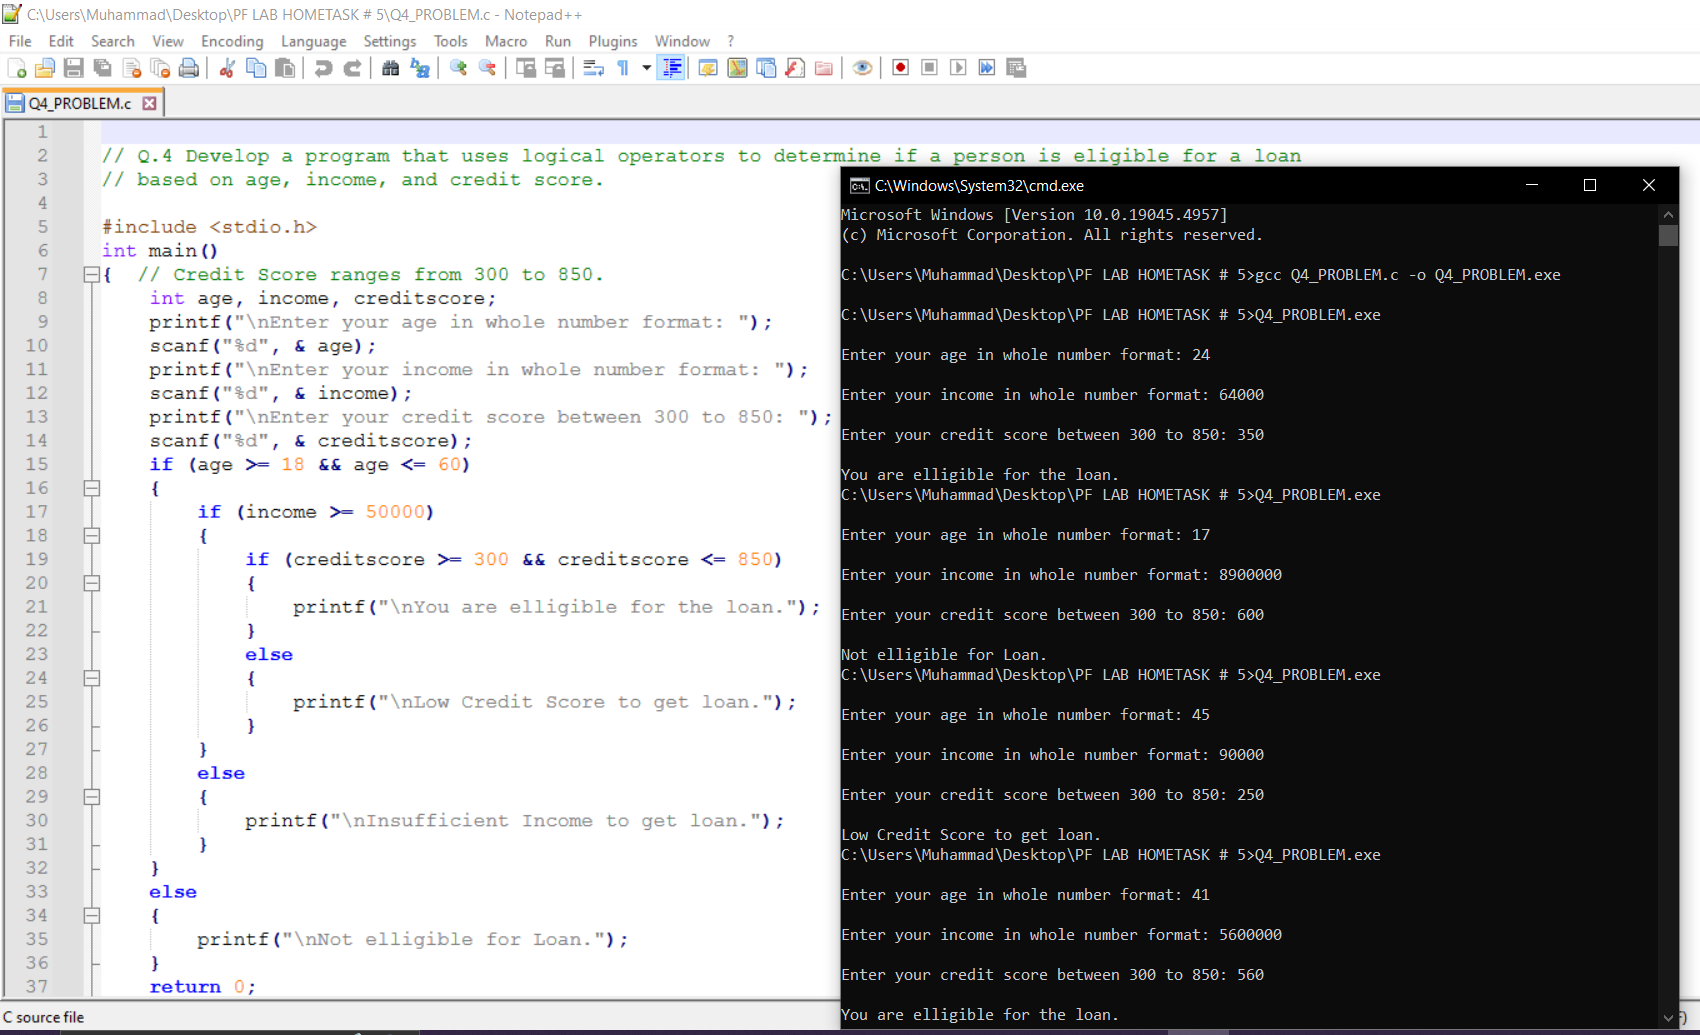 C:\Users\Muhammad\Desktop\PF LAB HOMETASK # 5\Q4_PROBLEM.c - Notepad++
File Edit Search View Encoding Language Settings Tools Macro Run Plugins Window ?
Q4_PROBLEM.c
1
2 // Q.4 Develop a program that uses logical operators to determine if a person is eligible for a loan
3 // based on age, income, and credit score.
4
5 #include <stdio.h>
6 int main()
7 { // Credit Score ranges from 300 to 850.
8 int age, income, creditscore;
9 printf("\nEnter your age in whole number format: ");
10 scanf("%d", & age);
11 printf("\nEnter your income in whole number format: ");
12 scanf("%d", & income);
13 printf("\nEnter your credit score between 300 to 850: ");
14 scanf("%d", & creditscore);
15 if (age >= 18 && age <= 60)
16 {
17 if (income >= 50000)
18 {
19 if (creditscore >= 300 && creditscore <= 850)
20 {
21 printf("\nYou are elligible for the loan.");
22 }
23 else
24 {
25 printf("\nLow Credit Score to get loan.");
26 }
27 }
28 else
29 {
30 printf("\nInsufficient Income to get loan.");
31 }
32 }
33 else
34 {
35 printf("\nNot elligible for Loan.");
36 }
37 return 0;
C source file
C:\Windows\System32\cmd.exe
Microsoft Windows [Version 10.0.19045.4957]
(c) Microsoft Corporation. All rights reserved.
C:\Users\Muhammad\Desktop\PF LAB HOMETASK # 5>gcc Q4_PROBLEM.c -o Q4_PROBLEM.exe
C:\Users\Muhammad\Desktop\PF LAB HOMETASK # 5>Q4_PROBLEM.exe
Enter your age in whole number format: 24
Enter your income in whole number format: 64000
Enter your credit score between 300 to 850: 350
You are elligible for the loan.
C:\Users\Muhammad\Desktop\PF LAB HOMETASK # 5>Q4_PROBLEM.exe
Enter your age in whole number format: 17
Enter your income in whole number format: 8900000
Enter your credit score between 300 to 850: 600
Not elligible for Loan.
C:\Users\Muhammad\Desktop\PF LAB HOMETASK # 5>Q4_PROBLEM.exe
Enter your age in whole number format: 45
Enter your income in whole number format: 90000
Enter your credit score between 300 to 850: 250
Low Credit Score to get loan.
C:\Users\Muhammad\Desktop\PF LAB HOMETASK # 5>Q4_PROBLEM.exe
Enter your age in whole number format: 41
Enter your income in whole number format: 5600000
Enter your credit score between 300 to 850: 560
You are elligible for the loan.